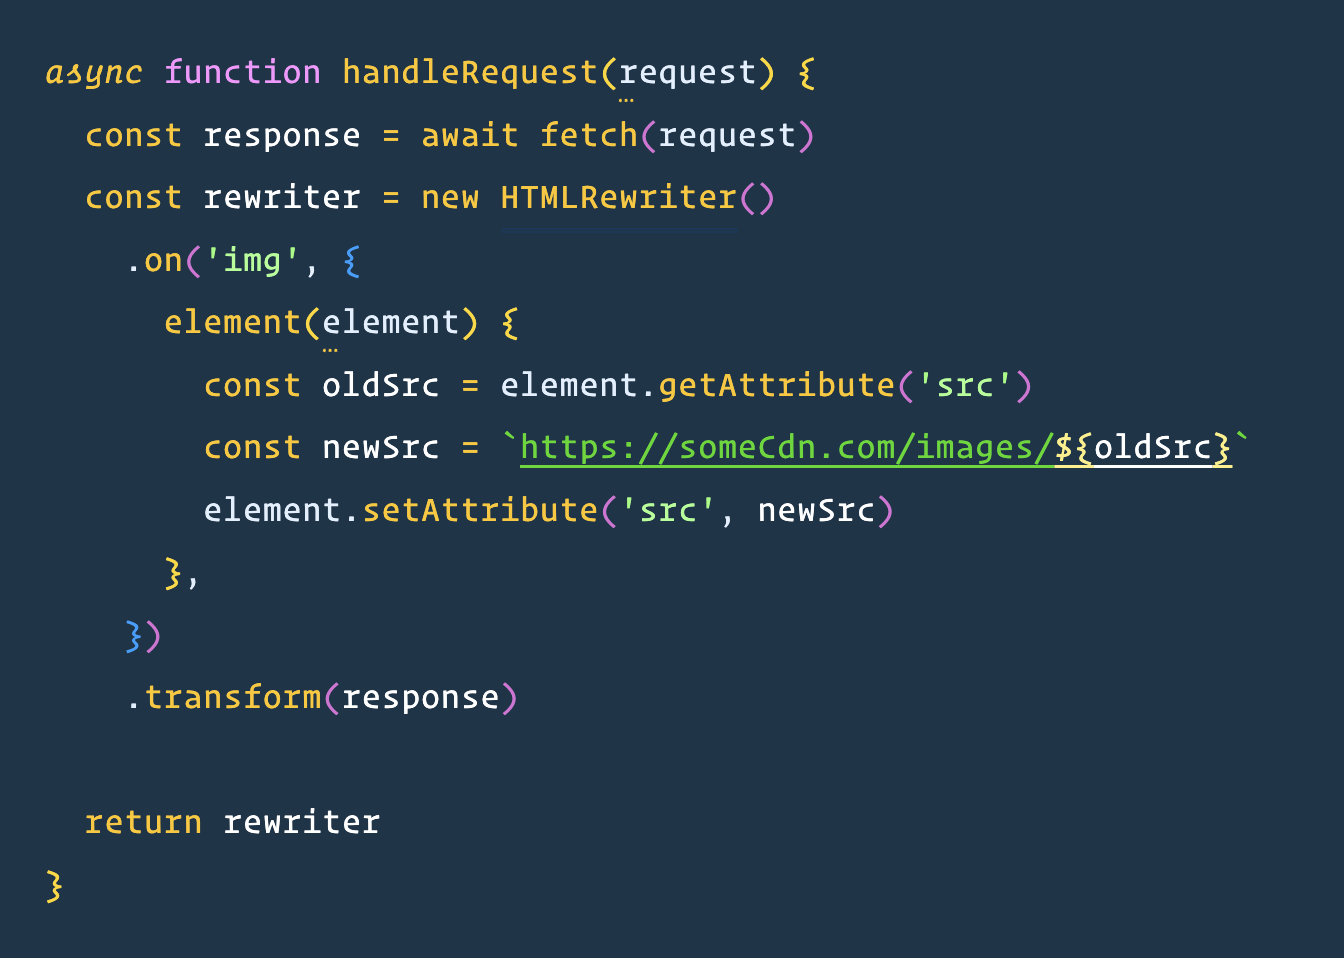 async function handleRequest(request) {
  const response = await fetch(request)
  const rewriter = new HTMLRewriter()
    .on('img', {
      element(element) {
        const oldSrc = element.getAttribute('src')
        const newSrc = `https://someCdn.com/images/${oldSrc}`
        element.setAttribute('src', newSrc)
      },
    })
    .transform(response)

  return rewriter
}